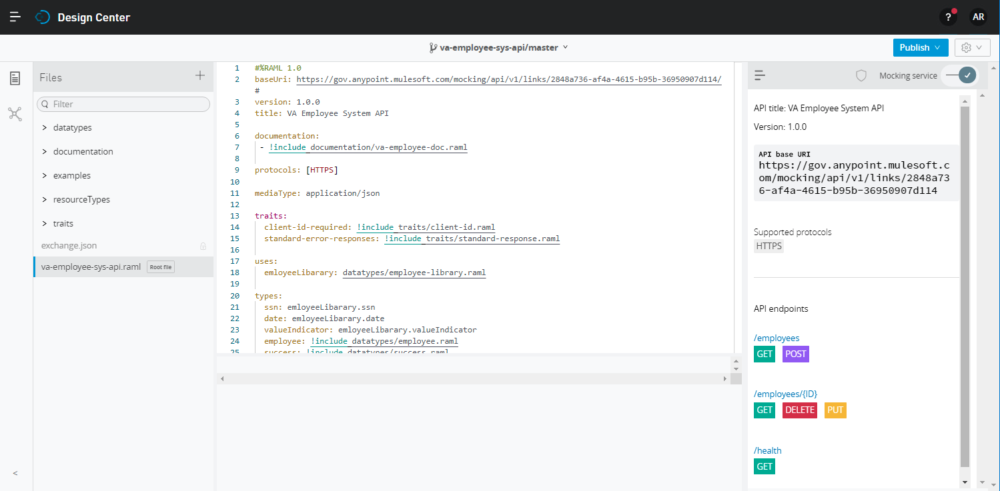 Design Center
?
AR
va-employee-sys-api/master
Publish
Files
Filter
datatypes
documentation
examples
resourceTypes
traits
exchange.json
va-employee-sys-api.raml Root file
<
1 #%RAML 1.0
2 baseUri: https://gov.anypoint.mulesoft.com/mocking/api/v1/links/2848a736-af4a-4615-b95b-36950907d114/
#
3 version: 1.0.0
4 title: VA Employee System API
5
6 documentation:
7 - !include documentation/va-employee-doc.raml
8
9 protocols: [HTTPS]
10
11 mediaType: application/json
12
13 traits:
14 client-id-required: !include traits/client-id.raml
15 standard-error-responses: !include traits/standard-response.raml
16
17 uses:
18 emloyeeLibarary: datatypes/employee-library.raml
19
20 types:
21 ssn: emloyeeLibarary.ssn
22 date: emloyeeLibarary.date
23 valueIndicator: emloyeeLibarary.valueIndicator
24 employee: !include datatypes/employee.raml
25 success: !include datatypes/success.raml
Mocking service
API title: VA Employee System API
Version: 1.0.0
API base URI
https://gov.anypoint.mulesoft.c
om/mocking/api/v1/links/2848a73
6-af4a-4615-b95b-36950907d114
Supported protocols
HTTPS
API endpoints
/employees
GET POST
/employees/{ID}
GET DELETE PUT
/health
GET